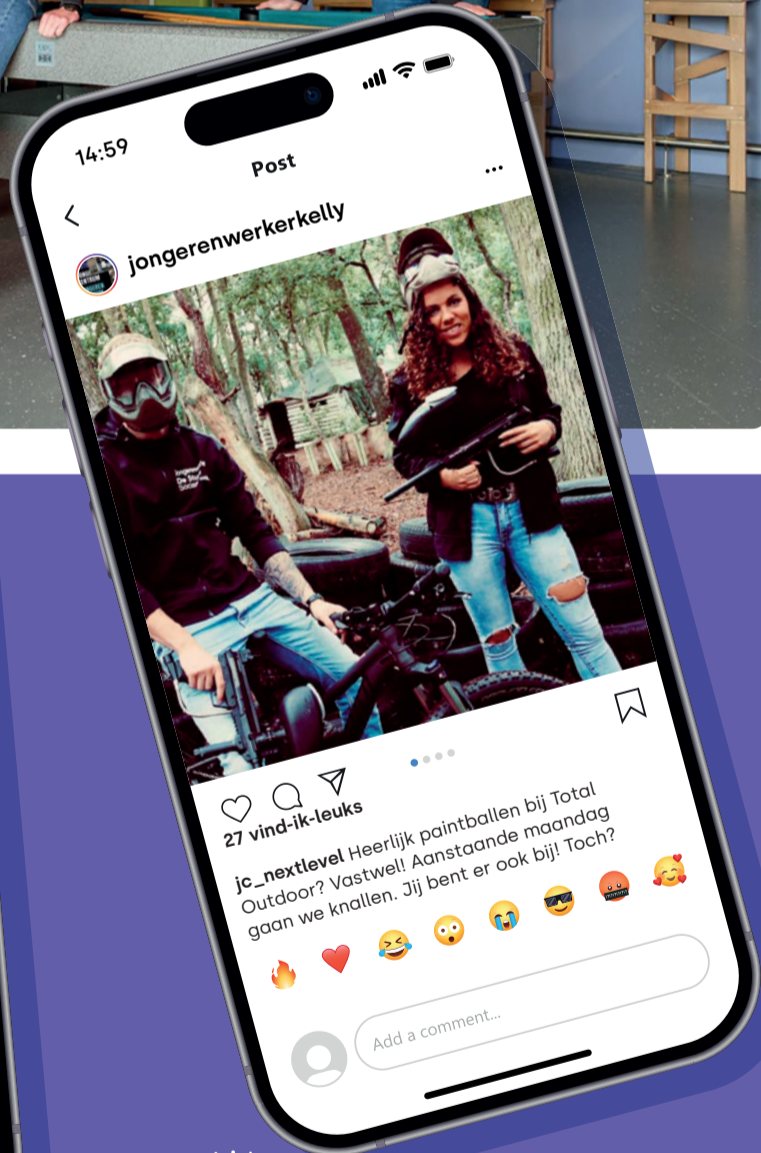 14:59
Post
jongerenwerkerkelly
27 vind-ik-leuks
jc_nextlevel Heerlijk paintballen bij Total
Outdoor? Vastwel! Aanstaande maandag
gaan we knallen. Jij bent er ook bij! Toch?
Add a comment...